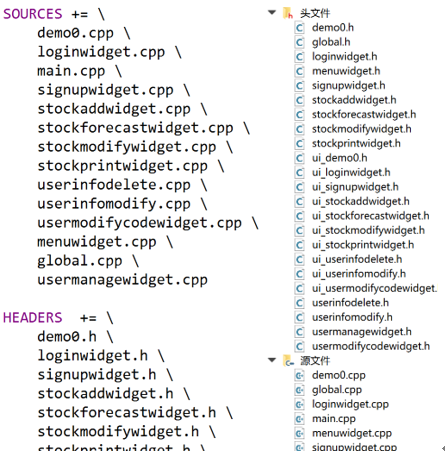 SOURCES += \
demo0.cpp \
loginwidget.cpp \
main.cpp \
signupwidget.cpp \
stockaddwidget.cpp \
stockforecastwidget.cpp \
stockmodifywidget.cpp \
stockprintwidget.cpp \
userinfodelete.cpp \
userinfomodify.cpp \
usermodifycodewidget.cpp \
menuwidget.cpp \
global.cpp \
usermanagewidget.cpp
HEADERS += \
demo0.h \
loginwidget.h \
signupwidget.h \
stockaddwidget.h \
stockforecastwidget.h \
stockmodifywidget.h \
stockprintwidget.h \
头文件
demo0.h
global.h
loginwidget.h
menuwidget.h
signupwidget.h
stockaddwidget.h
stockforecastwidget.h
stockmodifywidget.h
stockprintwidget.h
ui_demo0.h
ui_loginwidget.h
ui_signupwidget.h
ui_stockaddwidget.h
ui_stockforecastwidget.h
ui_stockmodifywidget.h
ui_stockprintwidget.h
ui_userinfodelete.h
ui_userinfomodify.h
ui_usermodifycodewidget.h
userinfodelete.h
userinfomodify.h
usermanagewidget.h
usermodifycodewidget.h
源文件
demo0.cpp
global.cpp
loginwidget.cpp
main.cpp
menuwidget.cpp
signupwidget.cpp